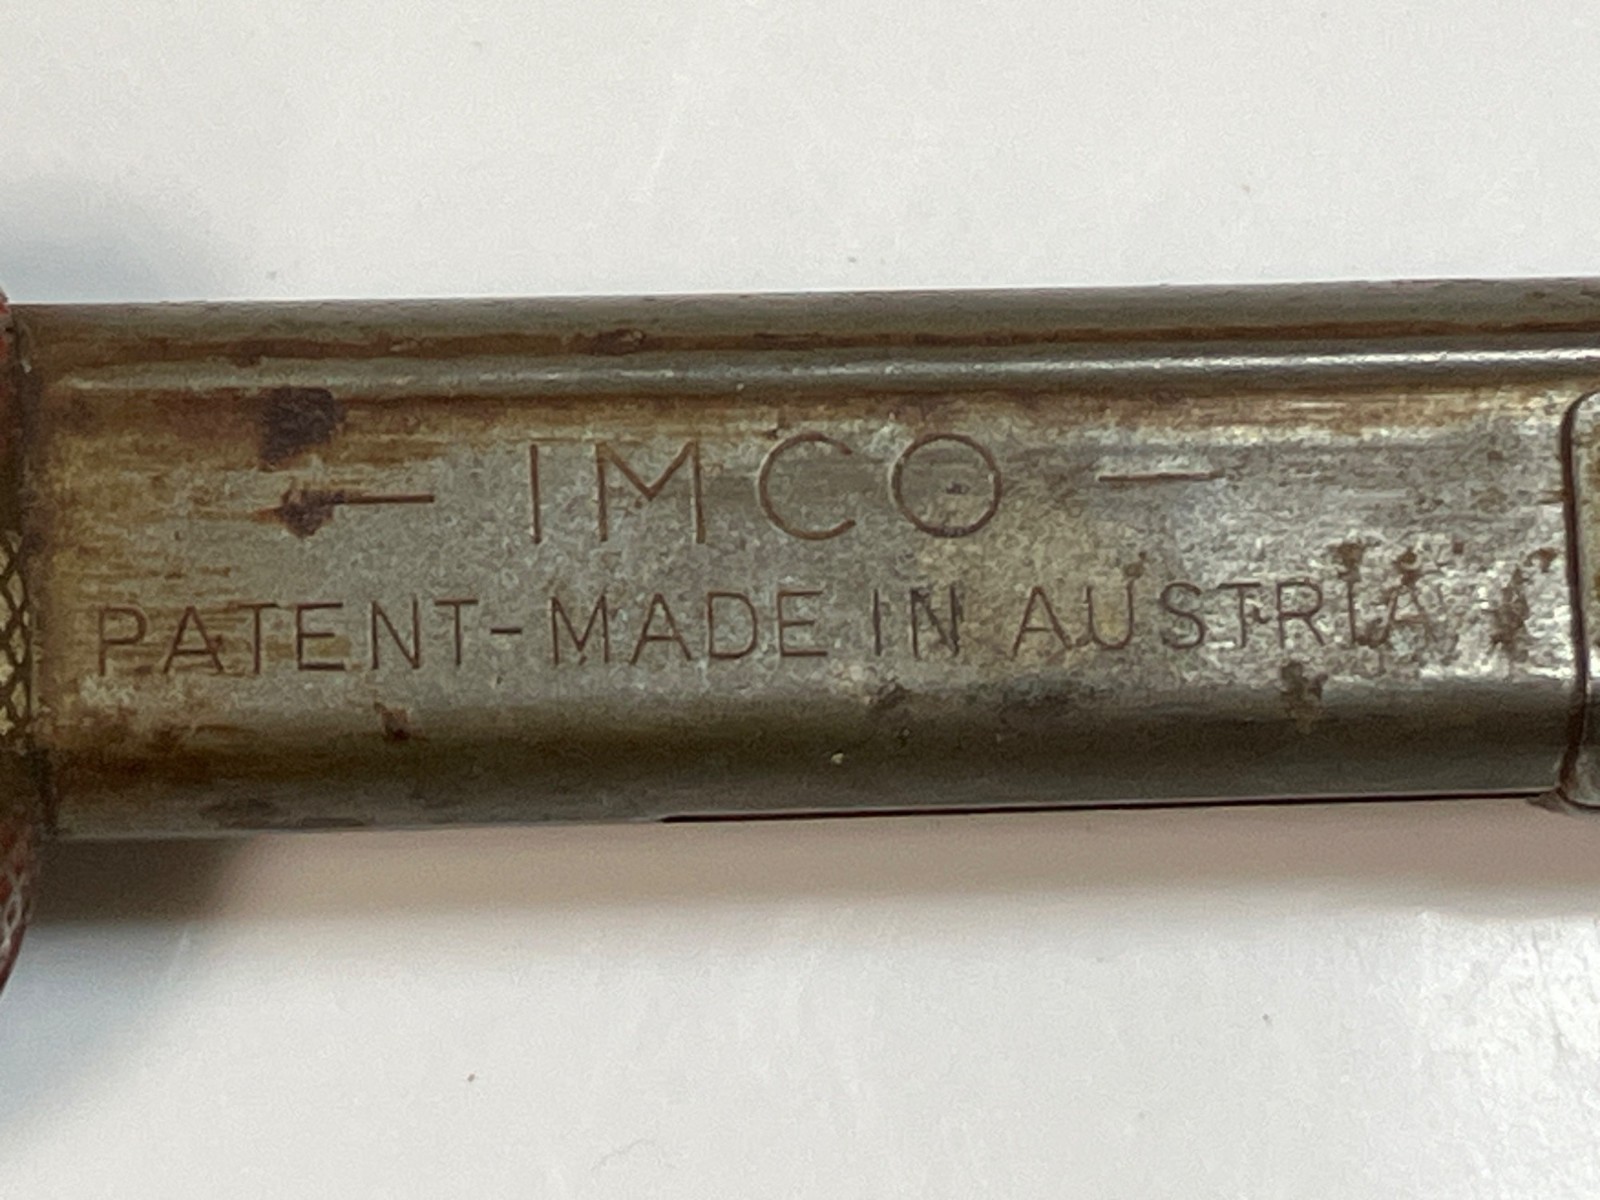 — IMCO —
PATENT-MADE IN AUSTRIA